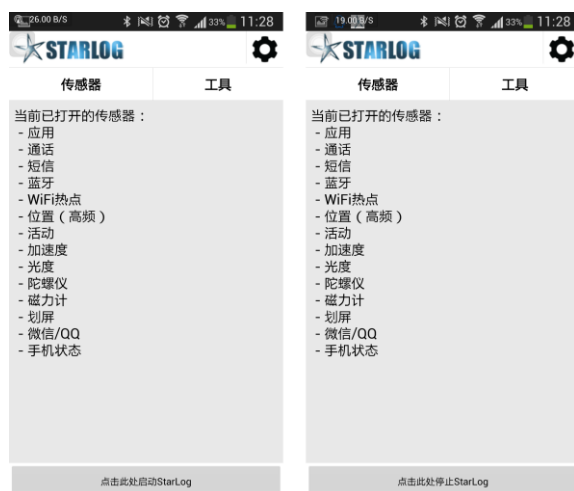 26.00 B/S 33% 11:28
STARLOG
传感器 工具
当前已打开的传感器：
- 应用
- 通话
- 短信
- 蓝牙
- WiFi热点
- 位置（高频）
- 活动
- 加速度
- 光度
- 陀螺仪
- 磁力计
- 划屏
- 微信/QQ
- 手机状态
点击此处启动StarLog
19.00 B/S 33% 11:28
STARLOG
传感器 工具
当前已打开的传感器：
- 应用
- 通话
- 短信
- 蓝牙
- WiFi热点
- 位置（高频）
- 活动
- 加速度
- 光度
- 陀螺仪
- 磁力计
- 划屏
- 微信/QQ
- 手机状态
点击此处停止StarLog